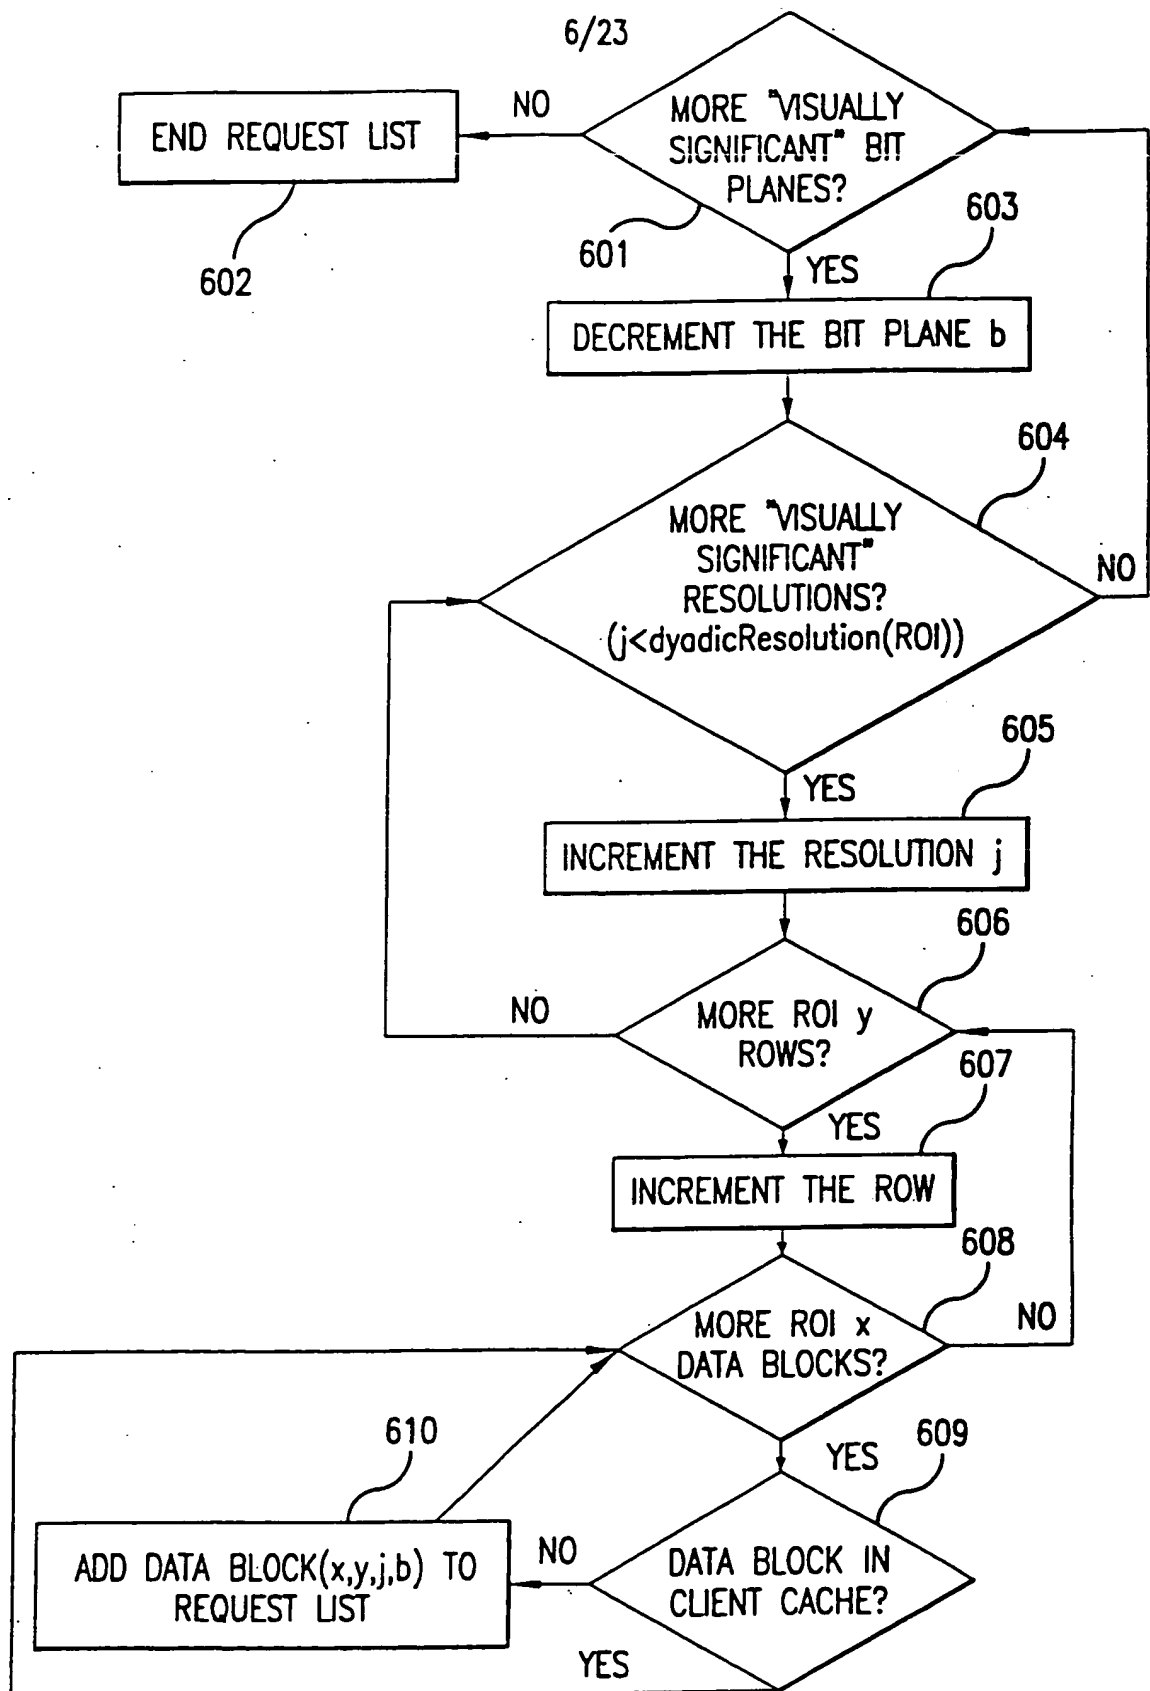 6/23
MORE "VISUALLY
SIGNIFICANT" BIT
PLANES?
NO
END REQUEST LIST
602
601
603
YES
DECREMENT THE BIT PLANE b
604
MORE "VISUALLY
SIGNIFICANT"
RESOLUTIONS?
(j<dyadicResolution(ROI))
NO
605
YES
INCREMENT THE RESOLUTION j
606
NO
MORE ROI y
ROWS?
607
YES
INCREMENT THE ROW
608
MORE ROI x
DATA BLOCKS?
NO
610
YES
609
ADD DATA BLOCK(x,y,j,b) TO
REQUEST LIST
NO
DATA BLOCK IN
CLIENT CACHE?
YES